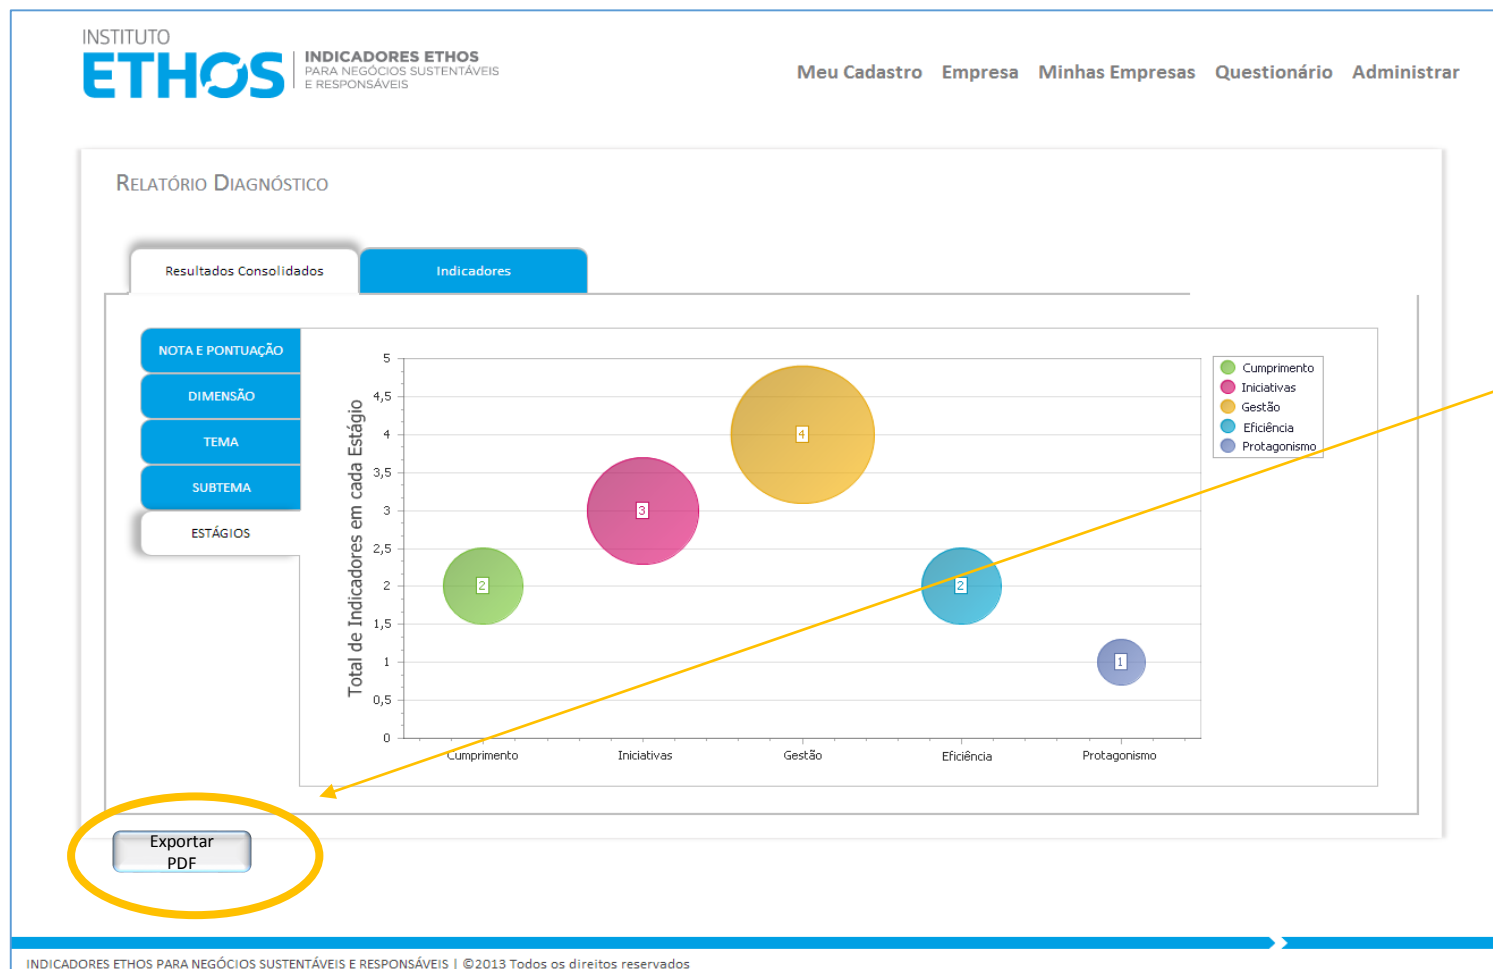 INSTITUTO
ETHOS
INDICADORES ETHOS
PARA NEGÓCIOS SUSTENTÁVEIS
E RESPONSÁVEIS
Meu Cadastro Empresa Minhas Empresas Questionário Administrar
RELATÓRIO DIAGNÓSTICO
Resultados Consolidados Indicadores
NOTA E PONTUAÇÃO
DIMENSÃO
TEMA
SUBTEMA
ESTÁGIOS
Total de Indicadores em cada Estágio
5
4,5
4
3,5
3
2,5
2
1,5
1
0,5
0
2
3
4
2
1
Cumprimento Iniciativas Gestão Eficiência Protagonismo
Cumprimento
Iniciativas
Gestão
Eficiência
Protagonismo
Exportar
PDF
INDICADORES ETHOS PARA NEGÓCIOS SUSTENTÁVEIS E RESPONSÁVEIS | ©2013 Todos os direitos reservados